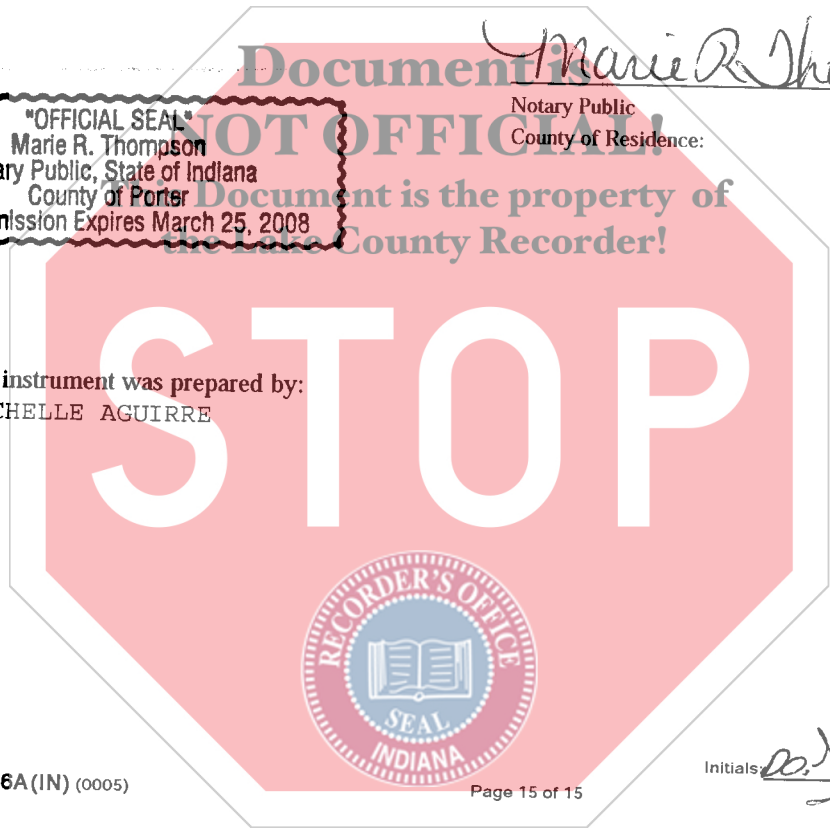 Document is
Marie R. Th
NOT OFFICIAL!
Notary Public
County of Residence:
This Document is the property of
the Lake County Recorder!
"OFFICIAL SEAL"
Marie R. Thompson
ary Public, State of Indiana
County of Porter
mission Expires March 25, 2008
STOP
instrument was prepared by:
CHELLE AGUIRRE
RECORDER'S OFFICE
SEAL
INDIANA
6A(IN) (0005)
Page 15 of 15
Initials: